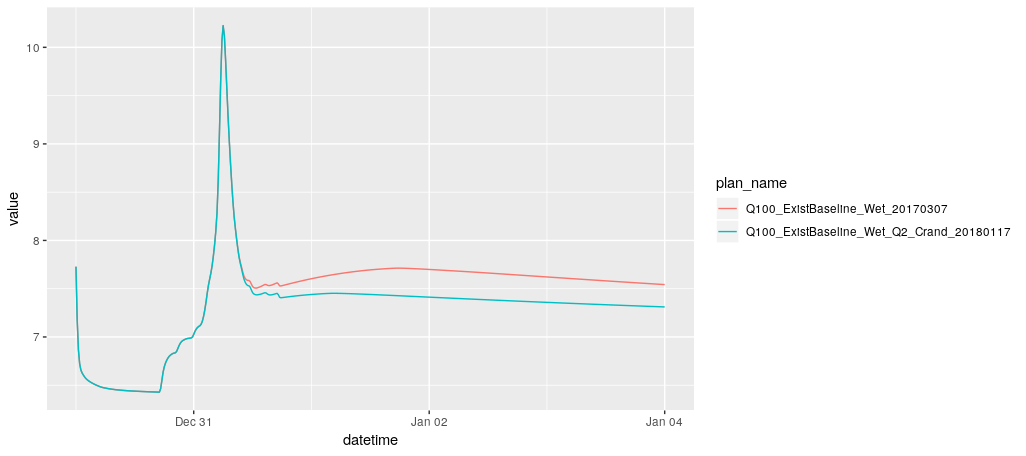 10
9
8
7
value
Dec 31
Jan 02
Jan 04
datetime
plan_name
Q100_ExistBaseline_Wet_20170307
Q100_ExistBaseline_Wet_Q2_Crand_20180117